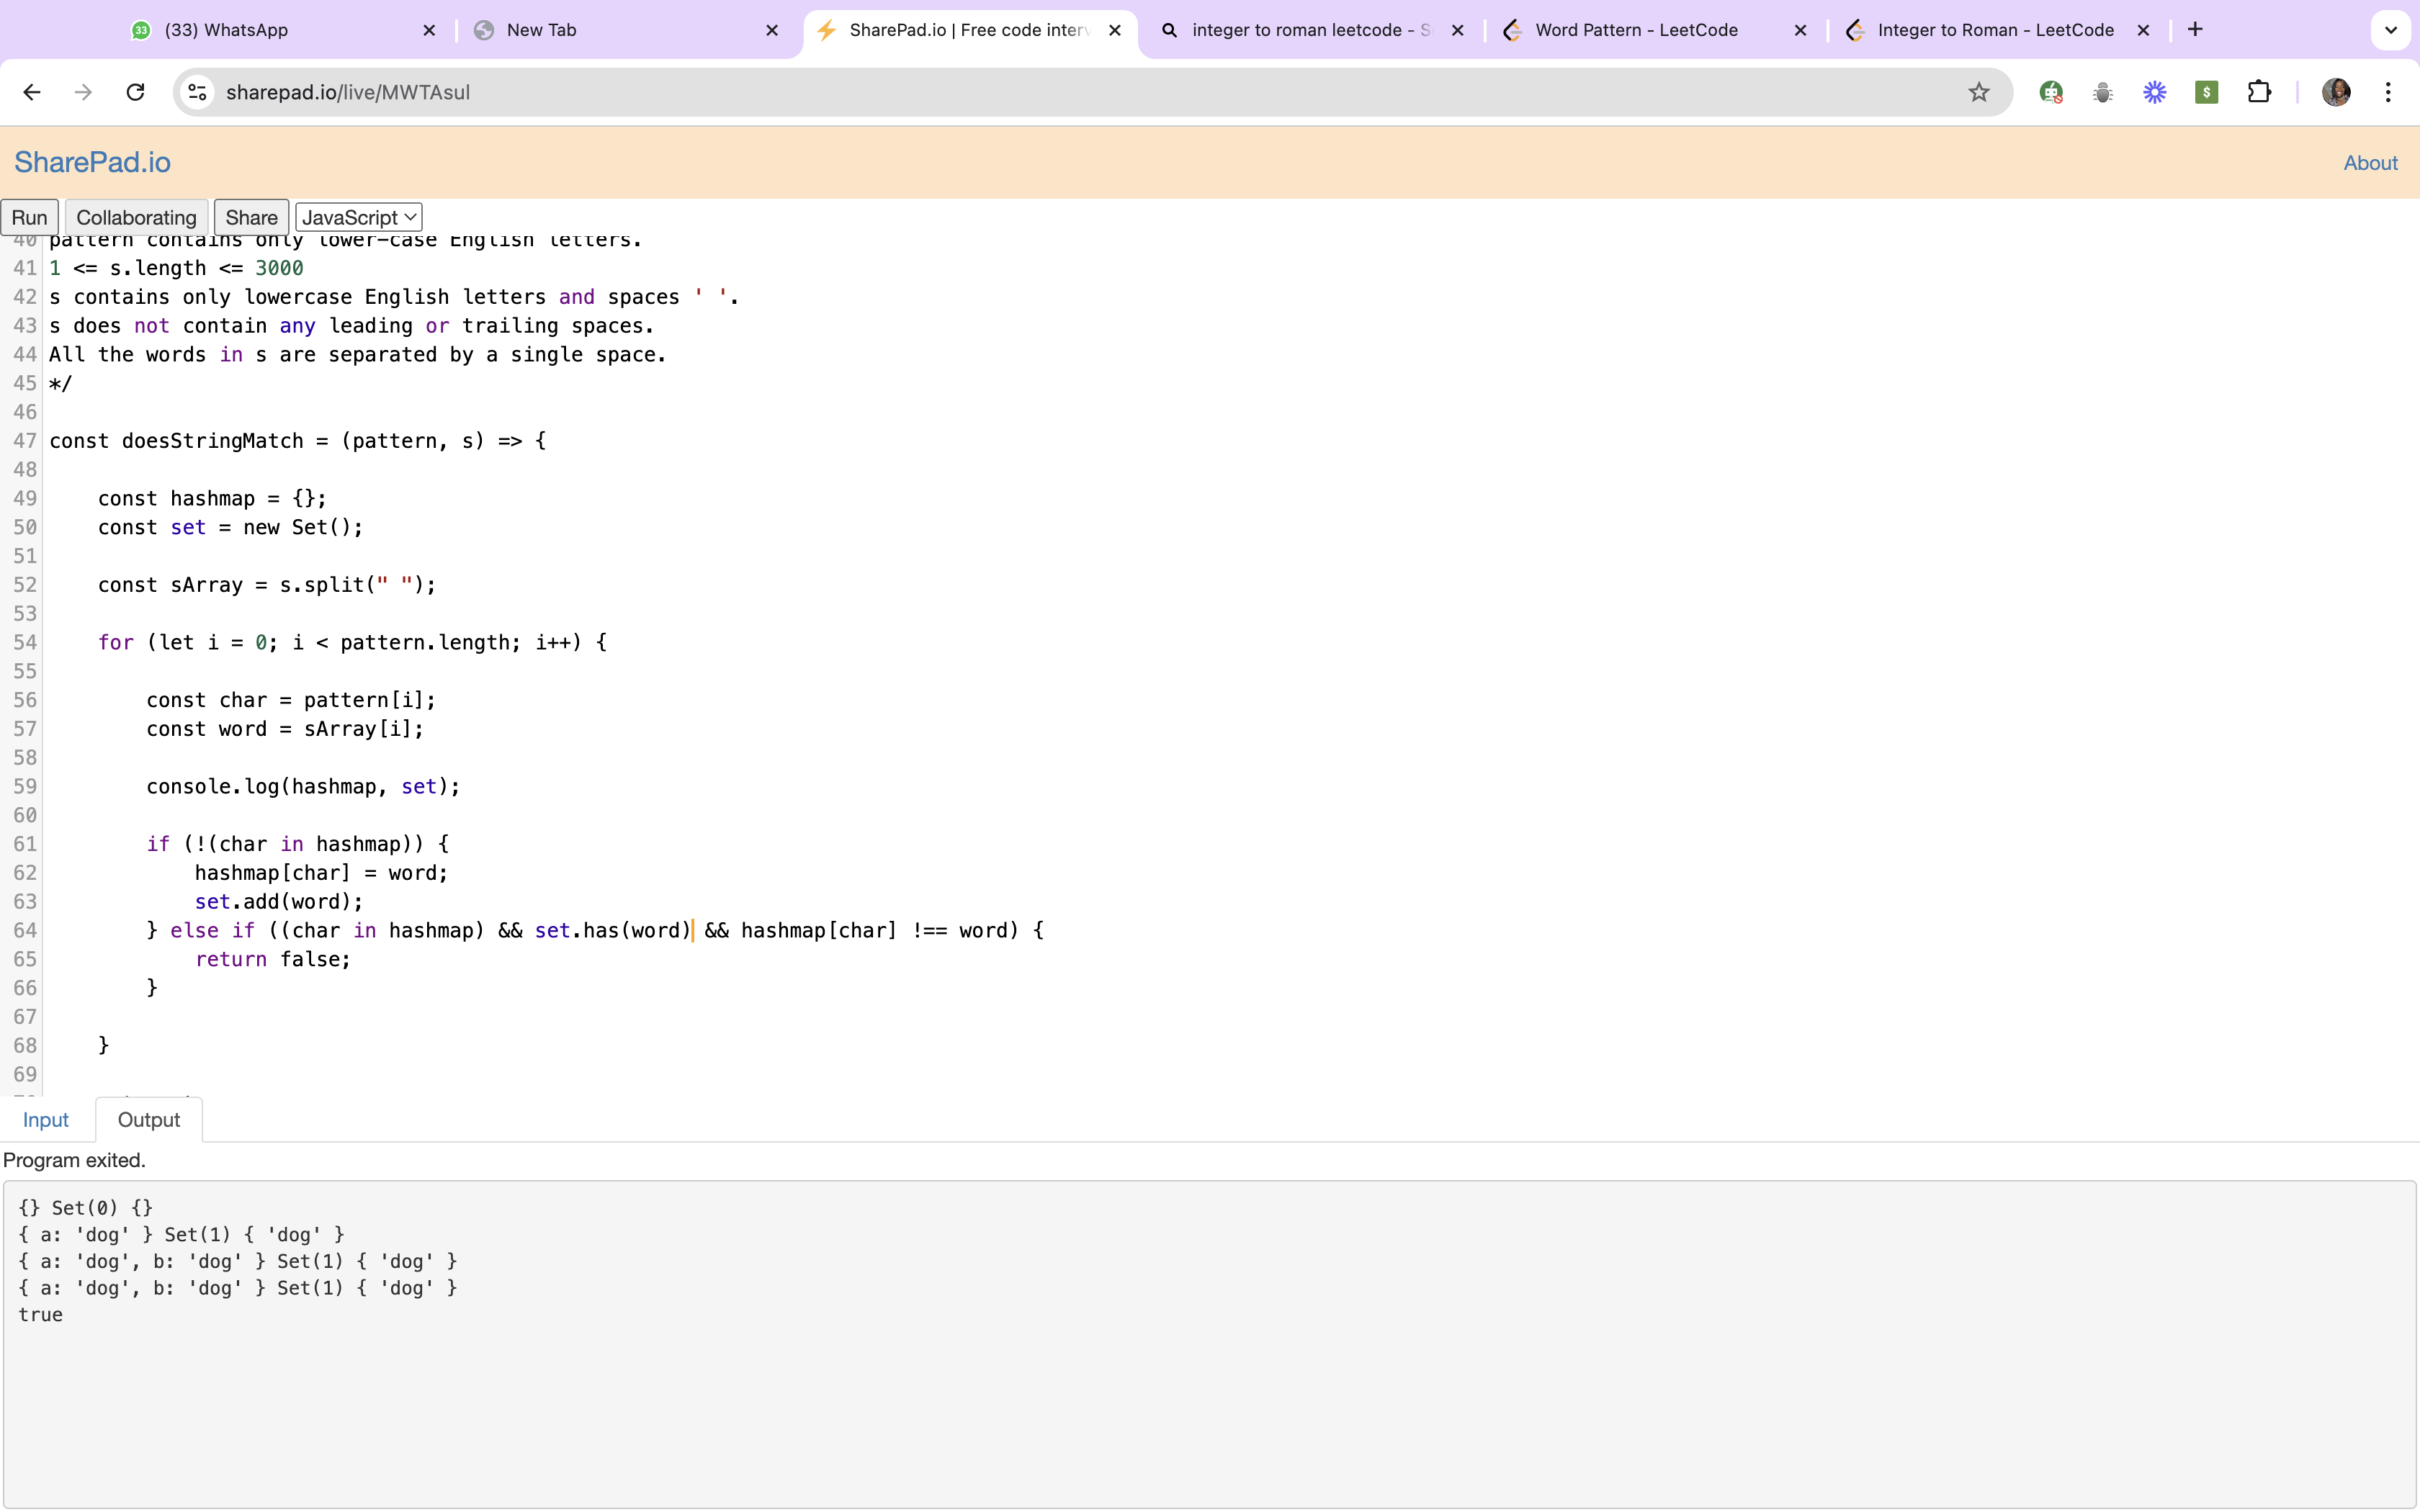 (33) WhatsApp
New Tab
SharePad.io | Free code inter
integer to roman leetcode - S
Word Pattern - LeetCode
Integer to Roman - LeetCode
sharepad.io/live/MWTAsul
SharePad.io
About
Run
Collaborating
Share
JavaScript
40 pattern contains only lower-case English letters.
41 1 <= s.length <= 3000
42 s contains only lowercase English letters and spaces ' '.
43 s does not contain any leading or trailing spaces.
44 All the words in s are separated by a single space.
45 */
46
47 const doesStringMatch = (pattern, s) => {
48
49     const hashmap = {};
50     const set = new Set();
51
52     const sArray = s.split(" ");
53
54     for (let i = 0; i < pattern.length; i++) {
55
56         const char = pattern[i];
57         const word = sArray[i];
58
59         console.log(hashmap, set);
60
61         if (!(char in hashmap)) {
62             hashmap[char] = word;
63             set.add(word);
64         } else if ((char in hashmap) && set.has(word) && hashmap[char] !== word) {
65             return false;
66         }
67
68     }
69
Input
Output
Program exited.
{} Set(0) {}
{ a: 'dog' } Set(1) { 'dog' }
{ a: 'dog', b: 'dog' } Set(1) { 'dog' }
{ a: 'dog', b: 'dog' } Set(1) { 'dog' }
true